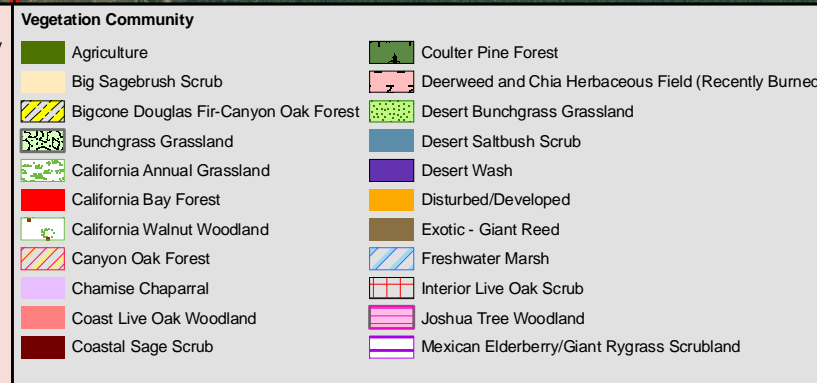 Vegetation Community
Agriculture
Big Sagebrush Scrub
Bigcone Douglas Fir-Canyon Oak Forest
Bunchgrass Grassland
California Annual Grassland
California Bay Forest
California Walnut Woodland
Canyon Oak Forest
Chamise Chaparral
Coast Live Oak Woodland
Coastal Sage Scrub
Coulter Pine Forest
Deerweed and Chia Herbaceous Field (Recently Burned
Desert Bunchgrass Grassland
Desert Saltbush Scrub
Desert Wash
Disturbed/Developed
Exotic - Giant Reed
Freshwater Marsh
Interior Live Oak Scrub
Joshua Tree Woodland
Mexican Elderberry/Giant Rygrass Scrubland